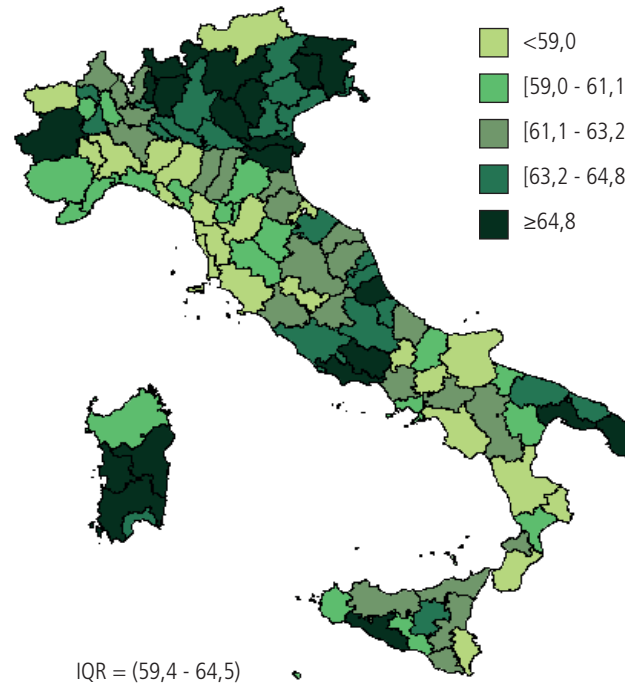 <59,0
[59,0 - 61,1
[61,1 - 63,2
[63,2 - 64,8
≥64,8
IQR = (59,4 - 64,5)